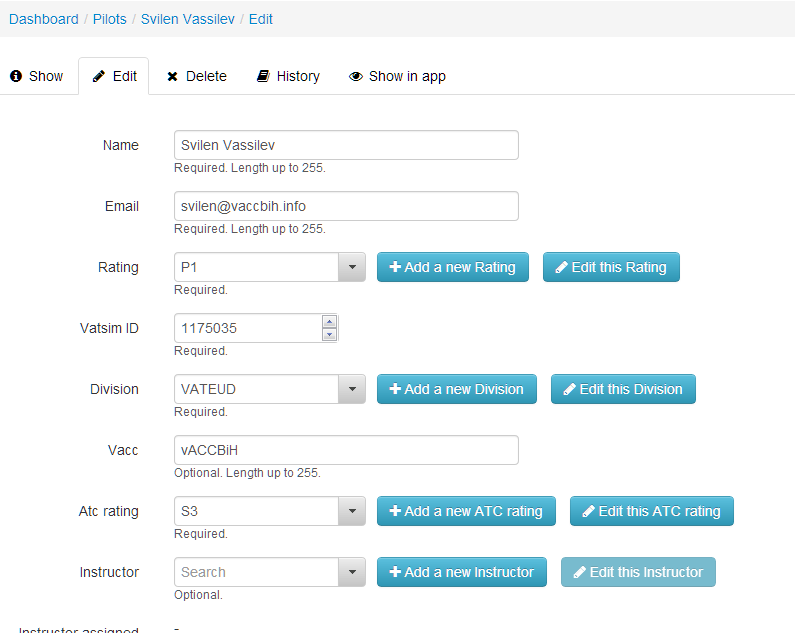 Dashboard / Pilots / Svilen Vassilev / Edit
Show Edit Delete History Show in app
Name Svilen Vassilev
Required. Length up to 255.
Email svilen@vaccbih.info
Required. Length up to 255.
Rating P1 Add a new Rating Edit this Rating
Required.
Vatsim ID 1175035
Required.
Division VATEUD Add a new Division Edit this Division
Required.
Vacc vACCBiH
Optional. Length up to 255.
Atc rating S3 Add a new ATC rating Edit this ATC rating
Required.
Instructor Search Add a new Instructor Edit this Instructor
Optional.
Instructor assigned -